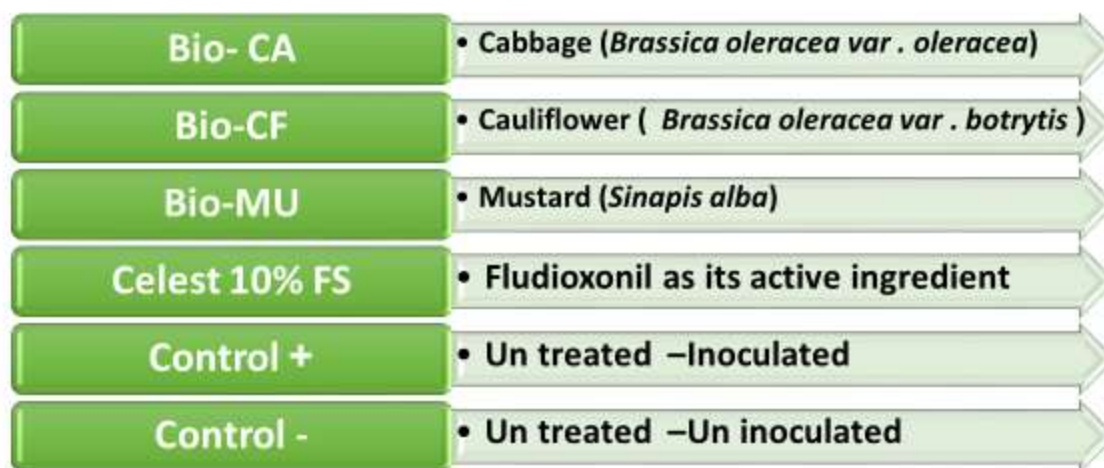 Bio- CA
• Cabbage (Brassica oleracea var . oleracea)
Bio-CF
• Cauliflower ( Brassica oleracea var . botrytis )
Bio-MU
• Mustard (Sinapis alba)
Celest 10% FS
• Fludioxonil as its active ingredient
Control +
• Un treated –Inoculated
Control -
• Un treated –Un inoculated